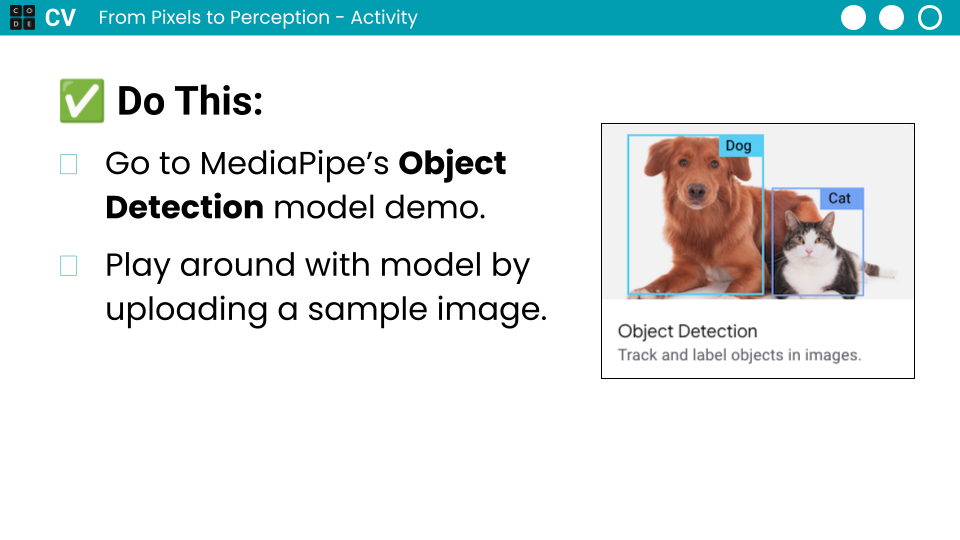 CODE CV From Pixels to Perception - Activity
✅ Do This:
Go to MediaPipe’s Object
Detection model demo.
Play around with model by
uploading a sample image.
Dog
Cat
Object Detection
Track and label objects in images.